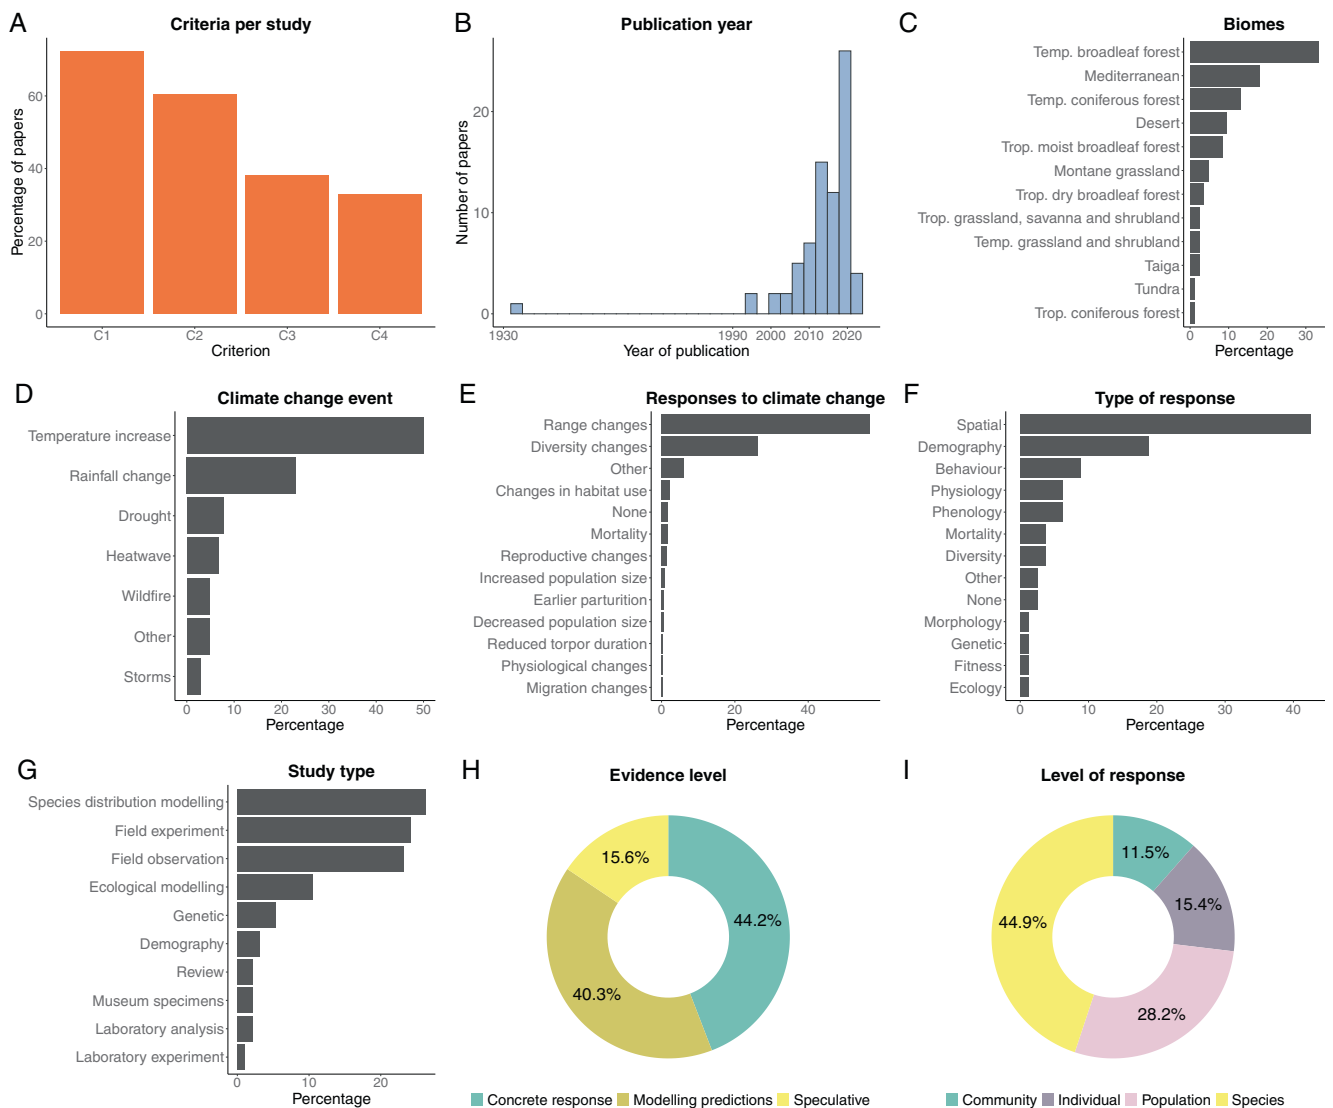 A
Criteria per study
Percentage of papers
60
40
20
0
C1 C2 C3 C4
Criterion
B
Publication year
Number of papers
20
10
0
1930 1990 2000 2010 2020
Year of publication
C
Biomes
Temp. broadleaf forest
Mediterranean
Temp. coniferous forest
Desert
Trop. moist broadleaf forest
Montane grassland
Trop. dry broadleaf forest
Trop. grassland, savanna and shrubland
Temp. grassland and shrubland
Taiga
Tundra
Trop. coniferous forest
0 10 20 30
Percentage
D
Climate change event
Temperature increase
Rainfall change
Drought
Heatwave
Wildfire
Other
Storms
0 10 20 30 40 50
Percentage
E
Responses to climate change
Range changes
Diversity changes
Other
Changes in habitat use
None
Mortality
Reproductive changes
Increased population size
Earlier parturition
Decreased population size
Reduced torpor duration
Physiological changes
Migration changes
0 20 40
Percentage
F
Type of response
Spatial
Demography
Behaviour
Physiology
Phenology
Mortality
Diversity
Other
None
Morphology
Genetic
Fitness
Ecology
0 10 20 30 40
Percentage
G
Study type
Species distribution modelling
Field experiment
Field observation
Ecological modelling
Genetic
Demography
Review
Museum specimens
Laboratory analysis
Laboratory experiment
0 10 20
Percentage
H
Evidence level
15.6%
44.2%
40.3%
Concrete response Modelling predictions Speculative
I
Level of response
11.5%
15.4%
44.9%
28.2%
Community Individual Population Species